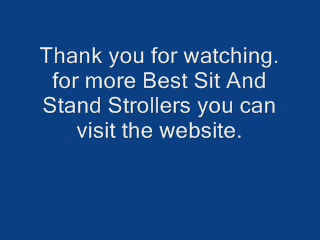 Thank you for watching.
for more Best Sit And
Stand Strollers you can
visit the website.